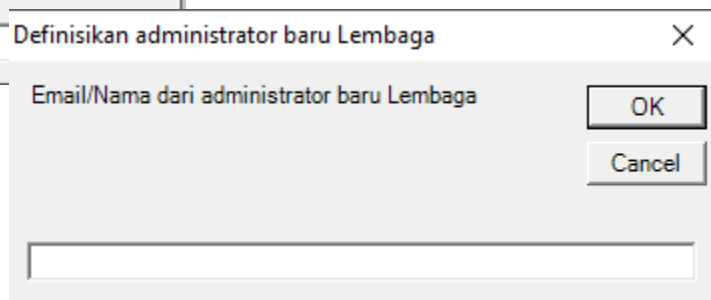 Definisikan administrator baru Lembaga
Email/Nama dari administrator baru Lembaga
OK
Cancel